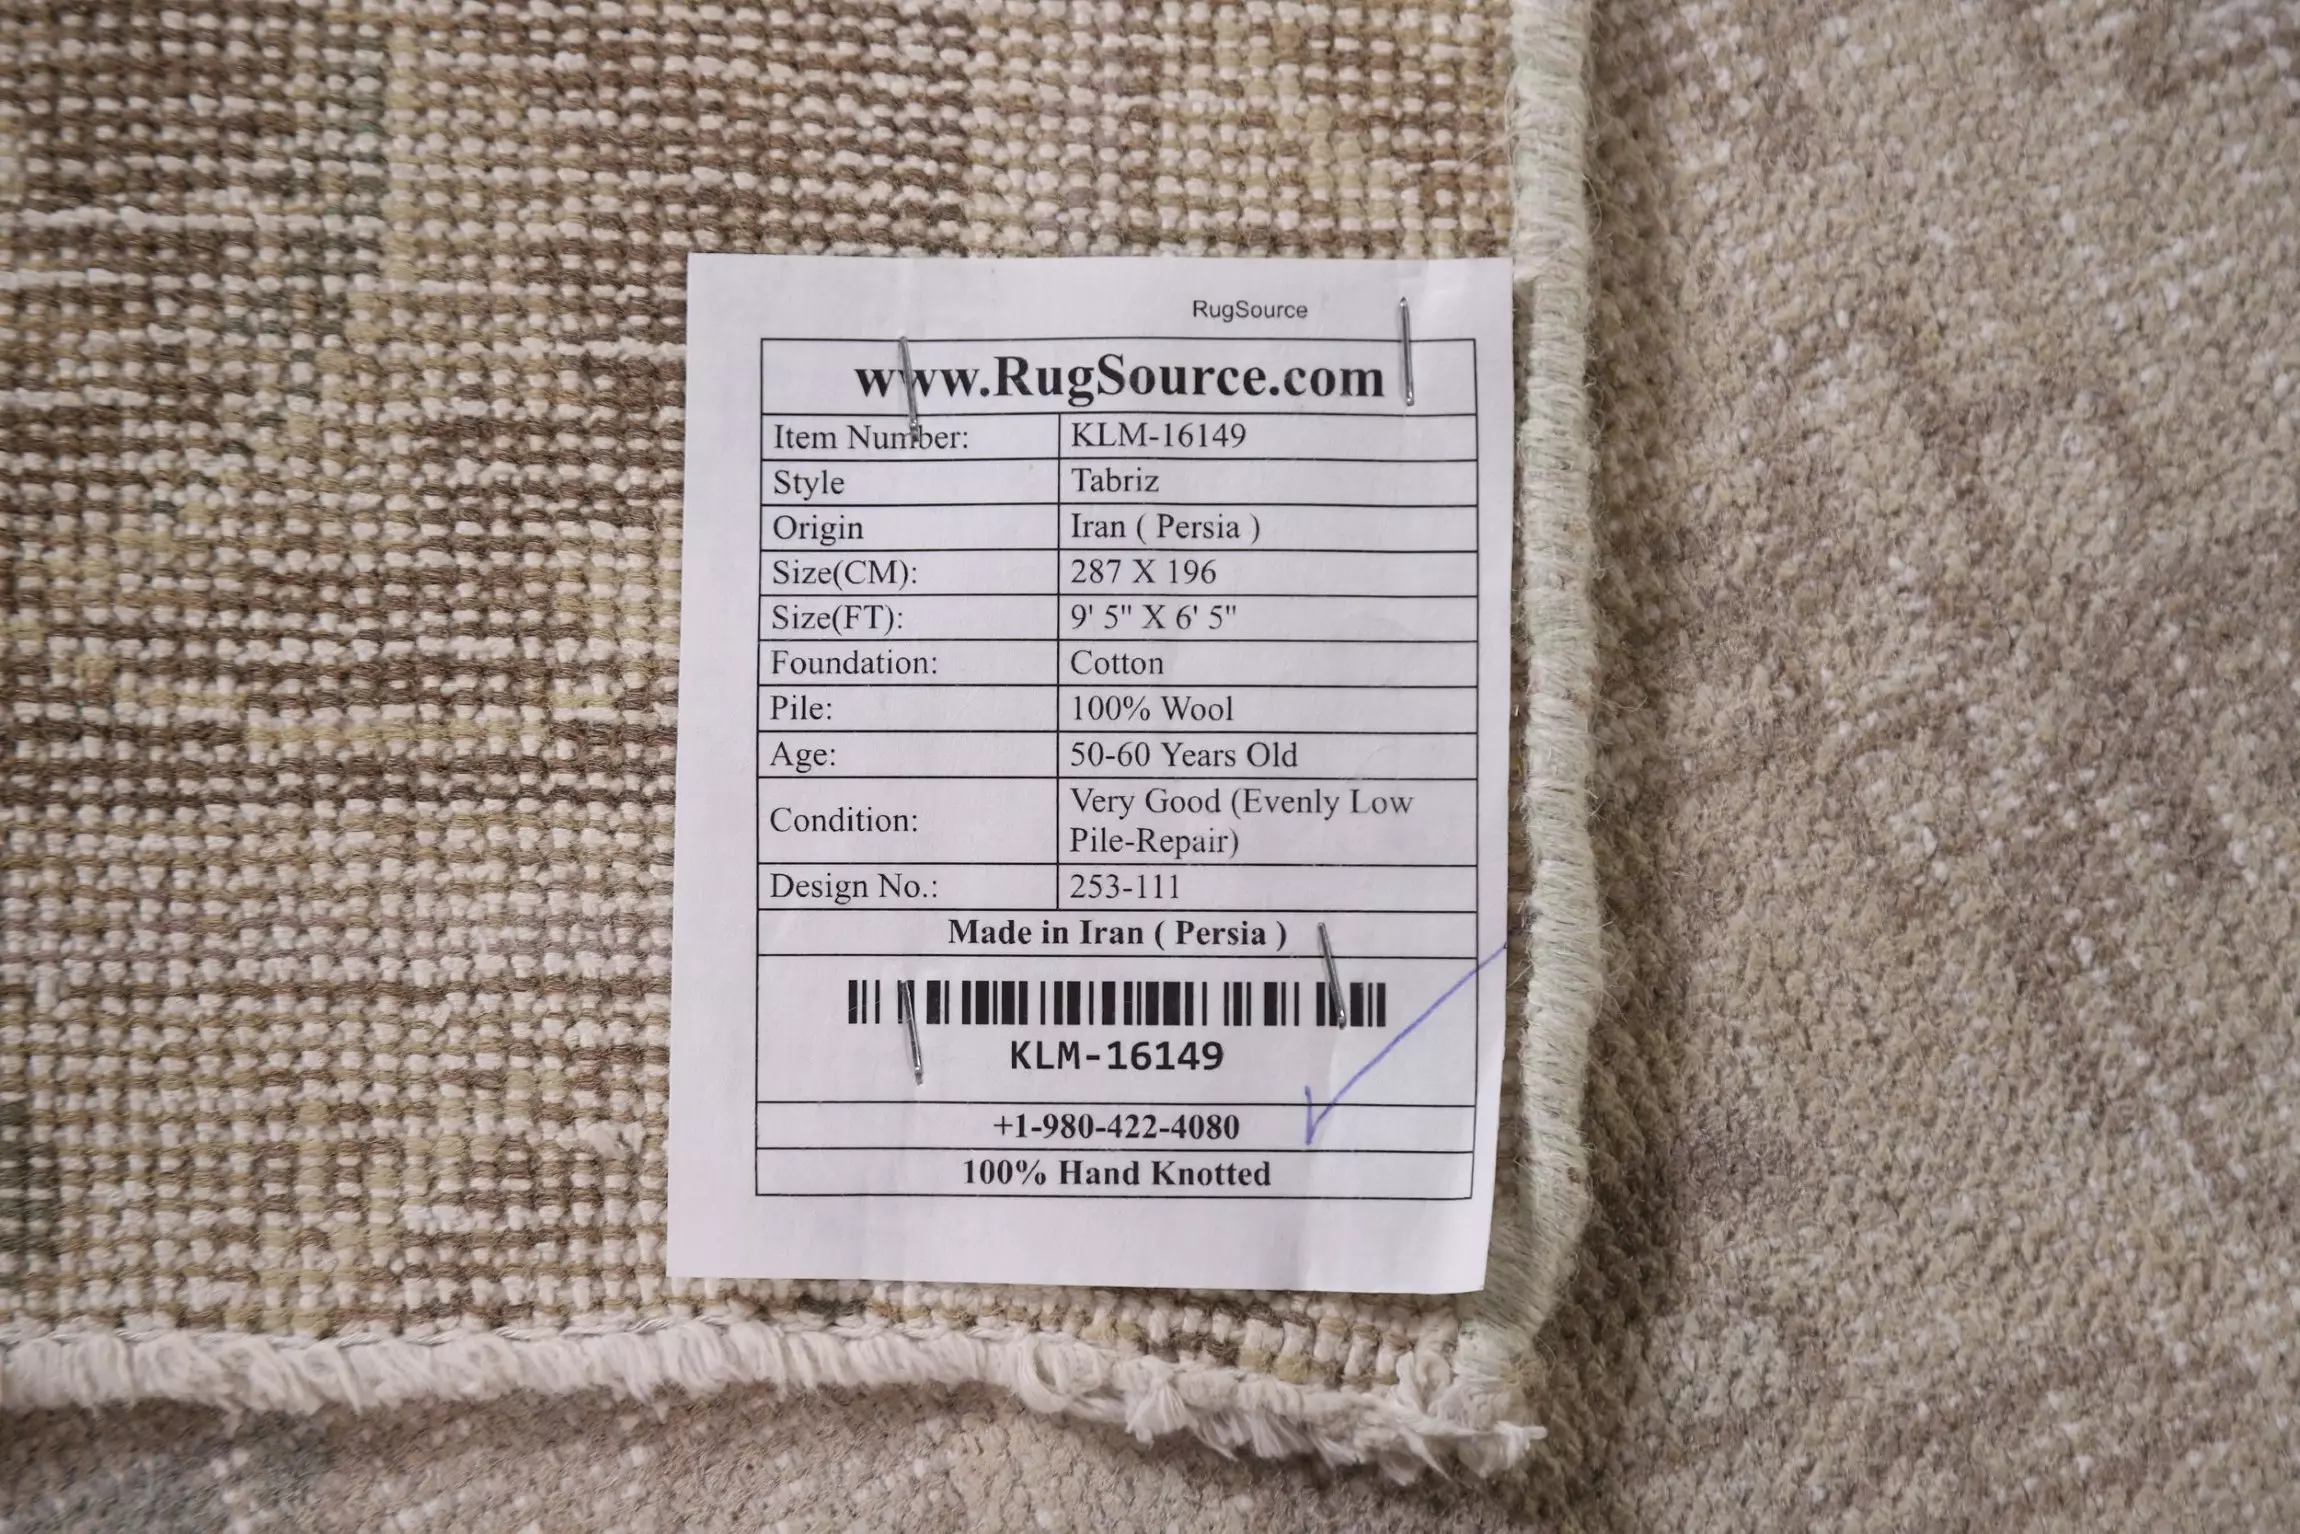 RugSource
www.RugSource.com
Item Number: KLM-16149
Style Tabriz
Origin Iran ( Persia )
Size(CM): 287 X 196
Size(FT): 9' 5" X 6' 5"
Foundation: Cotton
Pile: 100% Wool
Age: 50-60 Years Old
Condition: Very Good (Evenly Low
Pile-Repair)
Design No.: 253-111
Made in Iran ( Persia )
KLM-16149
+1-980-422-4080
100% Hand Knotted